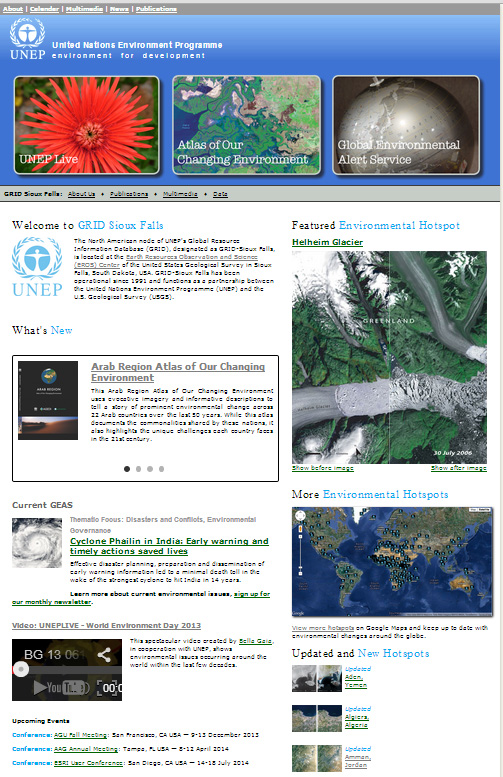 About | Calendar | Multimedia | News | Publications
UNEP
United Nations Environment Programme
environment for development
UNEP Live
Atlas of Our
Changing Environment
Global Environmental
Alert Service
GRID Sioux Falls: About Us ♦ Publications ♦ Multimedia ♦ Data
Welcome to GRID Sioux Falls
UNEP
The North American node of UNEP's Global Resource
Information Database (GRID), designated as GRID-Sioux Falls,
is located at the Earth Resources Observation and Science
(EROS) Center of the United States Geological Survey in Sioux
Falls, South Dakota, USA. GRID-Sioux Falls has been
operational since 1991 and functions as a partnership between
the United Nations Environment Programme (UNEP) and the
U.S. Geological Survey (USGS).
What's New
ARAB REGION
Arab Region Atlas of Our Changing
Environment
This Arab Region Atlas of Our Changing Environment
uses evocative imagery and informative descriptions to
tell a story of prominent environmental change across
22 Arab countries over the last 50 years. While this atlas
documents the commonalities shared by these nations, it
also highlights the unique challenges each country faces
in the 21st century.
Current GEAS
Thematic Focus: Disasters and Conflicts, Environmental
Governance
Cyclone Phailin in India: Early warning and
timely actions saved lives
Effective disaster planning, preparation and dissemination of
early warning information led to a minimal death toll in the
wake of the strongest cyclone to hit India in 14 years.
Learn more about current environmental issues, sign up for
our monthly newsletter.
Video: UNEPLIVE - World Environment Day 2013
BG 13 06
YouTube
00:0
This spectacular video created by Bella Gaia,
in cooperation with UNEP, shows
environmental issues occurring around the
world within the last few decades.
Upcoming Events
Conference: AGU Fall Meeting: San Francisco, CA USA — 9-13 December 2013
Conference: AAG Annual Meeting: Tampa, FL USA — 8-12 April 2014
Conference: ESRI User Conference: San Diego, CA USA — 14-18 July 2014
Featured Environmental Hotspot
Helheim Glacier
GREENLAND
Helheim Glacier
30 July 2006
Show before image
Show after image
More Environmental Hotspots
View more hotspots on Google Maps and keep up to date with
environmental changes around the globe.
Updated and New Hotspots
Updated
Aden,
Yemen
Updated
Algiers,
Algeria
Updated
Amman,
Jordan